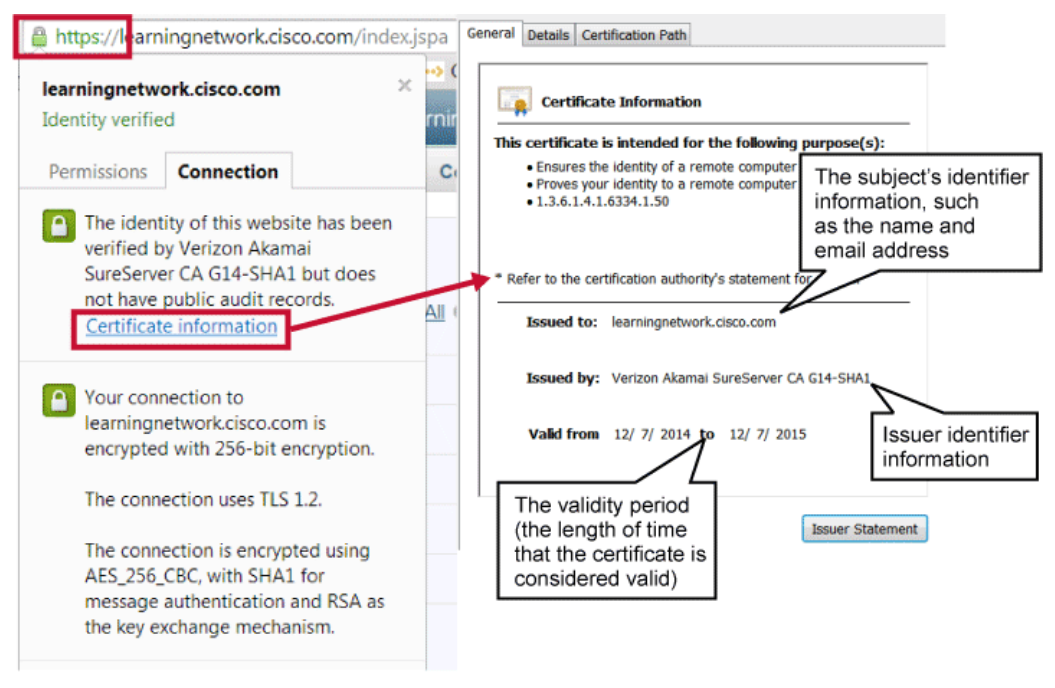 https://learningnetwork.cisco.com/index.jspa
learningnetwork.cisco.com
Identity verified
Permissions
Connection
The identity of this website has been
verified by Verizon Akamai
SureServer CA G14-SHA1 but does
not have public audit records.
Certificate information
Your connection to
learningnetwork.cisco.com is
encrypted with 256-bit encryption.
The connection uses TLS 1.2.
The connection is encrypted using
AES_256_CBC, with SHA1 for
message authentication and RSA as
the key exchange mechanism.
All
General
Details
Certification Path
Certificate Information
This certificate is intended for the following purpose(s):
• Ensures the identity of a remote computer
• Proves your identity to a remote computer
• 1.3.6.1.4.1.6334.1.50
* Refer to the certification authority's statement for
Issued to: learningnetwork.cisco.com
Issued by: Verizon Akamai SureServer CA G14-SHA1
Valid from 12/ 7/ 2014 to 12/ 7/ 2015
Issuer Statement
The subject's identifier
information, such
as the name and
email address
Issuer identifier
information
The validity period
(the length of time
that the certificate is
considered valid)